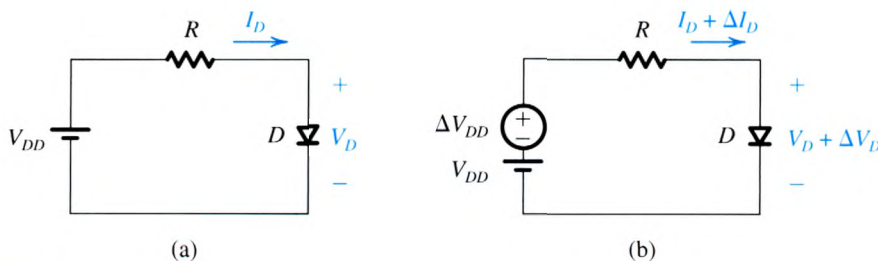 I_D
R
+
V_DD
D
V_D
−
(a)
I_D + ΔI_D
R
+
ΔV_DD
+
−
D
V_D + ΔV_D
V_DD
−
(b)